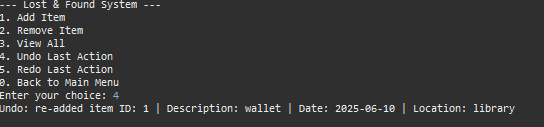 --- Lost & Found System ---
1. Add Item
2. Remove Item
3. View All
4. Undo Last Action
5. Redo Last Action
0. Back to Main Menu
Enter your choice: 4
Undo: re-added item ID: 1 | Description: wallet | Date: 2025-06-10 | Location: library